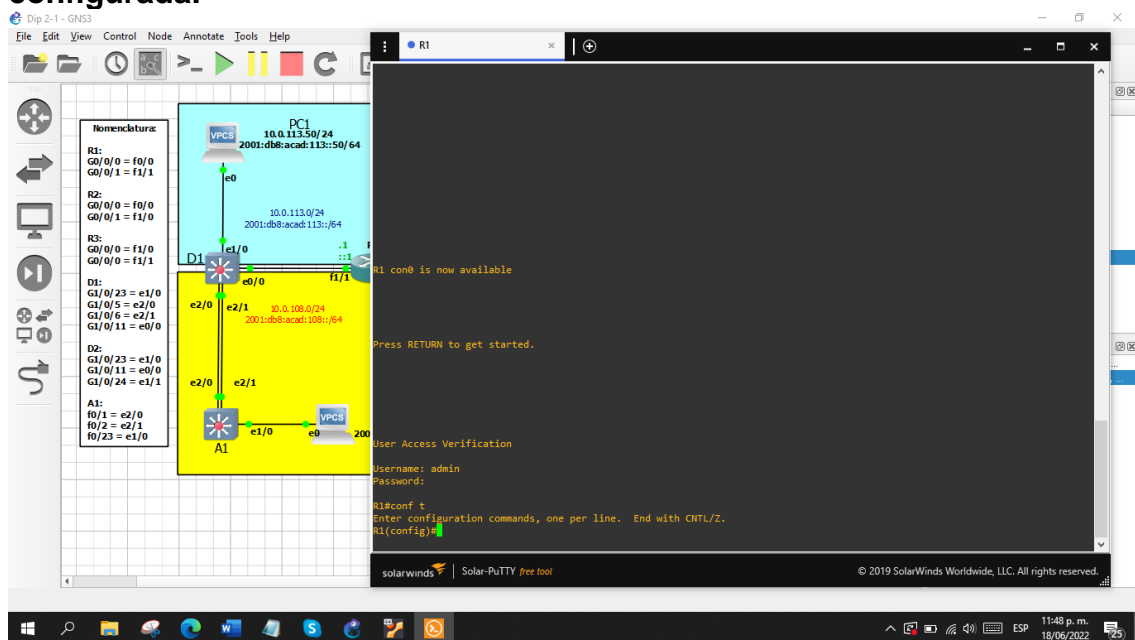 configurada.
Dip 2-1 - GNS3
File Edit View Control Node Annotate Tools Help
R1
Nomenclatura:
R1:
G0/0/0 = f0/0
G0/0/1 = f1/1
R2:
G0/0/0 = f0/0
G0/0/1 = f1/0
R3:
G0/0/0 = f1/0
G0/0/0 = f1/1
D1:
G1/0/23 = e1/0
G1/0/5 = e2/0
G1/0/6 = e2/1
G1/0/11 = e0/0
D2:
G1/0/23 = e1/0
G1/0/11 = e0/0
G1/0/24 = e1/1
A1:
f0/1 = e2/0
f0/2 = e2/1
f0/23 = e1/0
PC1
VPCS
10.0.113.50/24
2001:db8:acad:113::50/64
e0
10.0.113.0/24
2001:db8:acad:113::/64
.1
::1
D1
e1/0
e0/0
f1/1
e2/0
e2/1
10.0.108.0/24
2001:db8:acad:108::/64
e2/0
e2/1
VPCS
e1/0
e0
200
A1
R1 con0 is now available
Press RETURN to get started.
User Access Verification
Username: admin
Password:
R1#conf t
Enter configuration commands, one per line. End with CNTL/Z.
R1(config)#
solarwinds
Solar-PuTTY free tool
© 2019 SolarWinds Worldwide, LLC. All rights reserved.
ESP
11:48 p. m.
18/06/2022
25